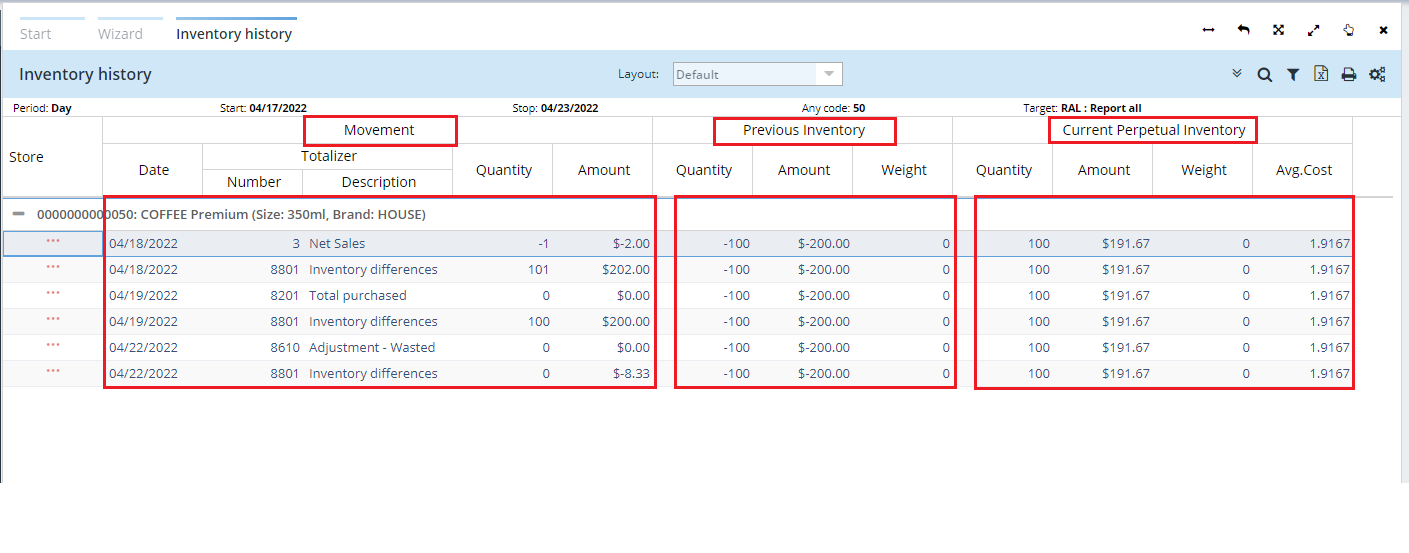 Start Wizard Inventory history
Inventory history Layout: Default
Period: Day Start: 04/17/2022 Stop: 04/23/2022 Any code: 50 Target: RAL : Report all
Movement Previous Inventory Current Perpetual Inventory
Store Date Totalizer Quantity Amount Quantity Amount Weight Quantity Amount Weight Avg.Cost
Number Description
0000000000050: COFFEE Premium (Size: 350ml, Brand: HOUSE)
04/18/2022 3 Net Sales -1 $-2.00 -100 $-200.00 0 100 $191.67 0 1.9167
04/18/2022 8801 Inventory differences 101 $202.00 -100 $-200.00 0 100 $191.67 0 1.9167
04/19/2022 8201 Total purchased 0 $0.00 -100 $-200.00 0 100 $191.67 0 1.9167
04/19/2022 8801 Inventory differences 100 $200.00 -100 $-200.00 0 100 $191.67 0 1.9167
04/22/2022 8610 Adjustment - Wasted 0 $0.00 -100 $-200.00 0 100 $191.67 0 1.9167
04/22/2022 8801 Inventory differences 0 $-8.33 -100 $-200.00 0 100 $191.67 0 1.9167